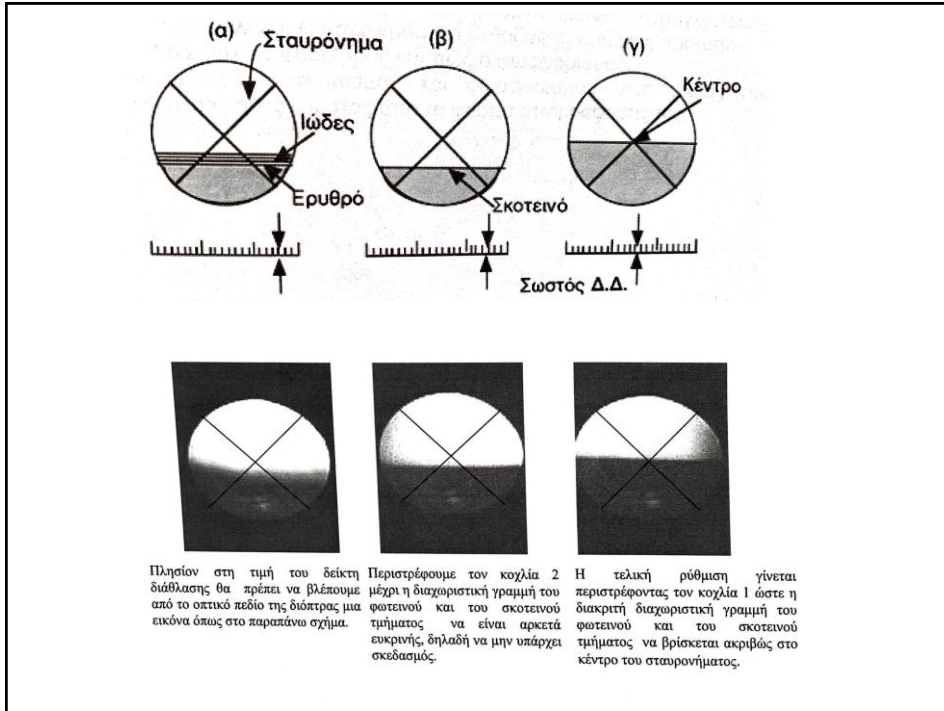 (α)
(β)
(γ)
Σταυρόνημα
Κέντρο
Ιώδες
Ερυθρό
Σκοτεινό
Σωστός Δ.Δ.
Πλησίον στη τιμή του δείκτη
διάθλασης θα πρέπει να βλέπουμε
από το οπτικό πεδίο της διόπτρας μια
εικόνα όπως στο παραπάνω σχήμα.
Περιστρέφουμε τον κοχλία 2
μέχρι η διαχωριστική γραμμή του
φωτεινού και του σκοτεινού
τμήματος να είναι αρκετά
ευκρινής, δηλαδή να μην υπάρχει
σκεδασμός.
Η τελική ρύθμιση γίνεται
περιστρέφοντας τον κοχλία 1 ώστε η
διακριτή διαχωριστική γραμμή του
φωτεινού και του σκοτεινού
τμήματος να βρίσκεται ακριβώς στο
κέντρο του σταυρονήματος.